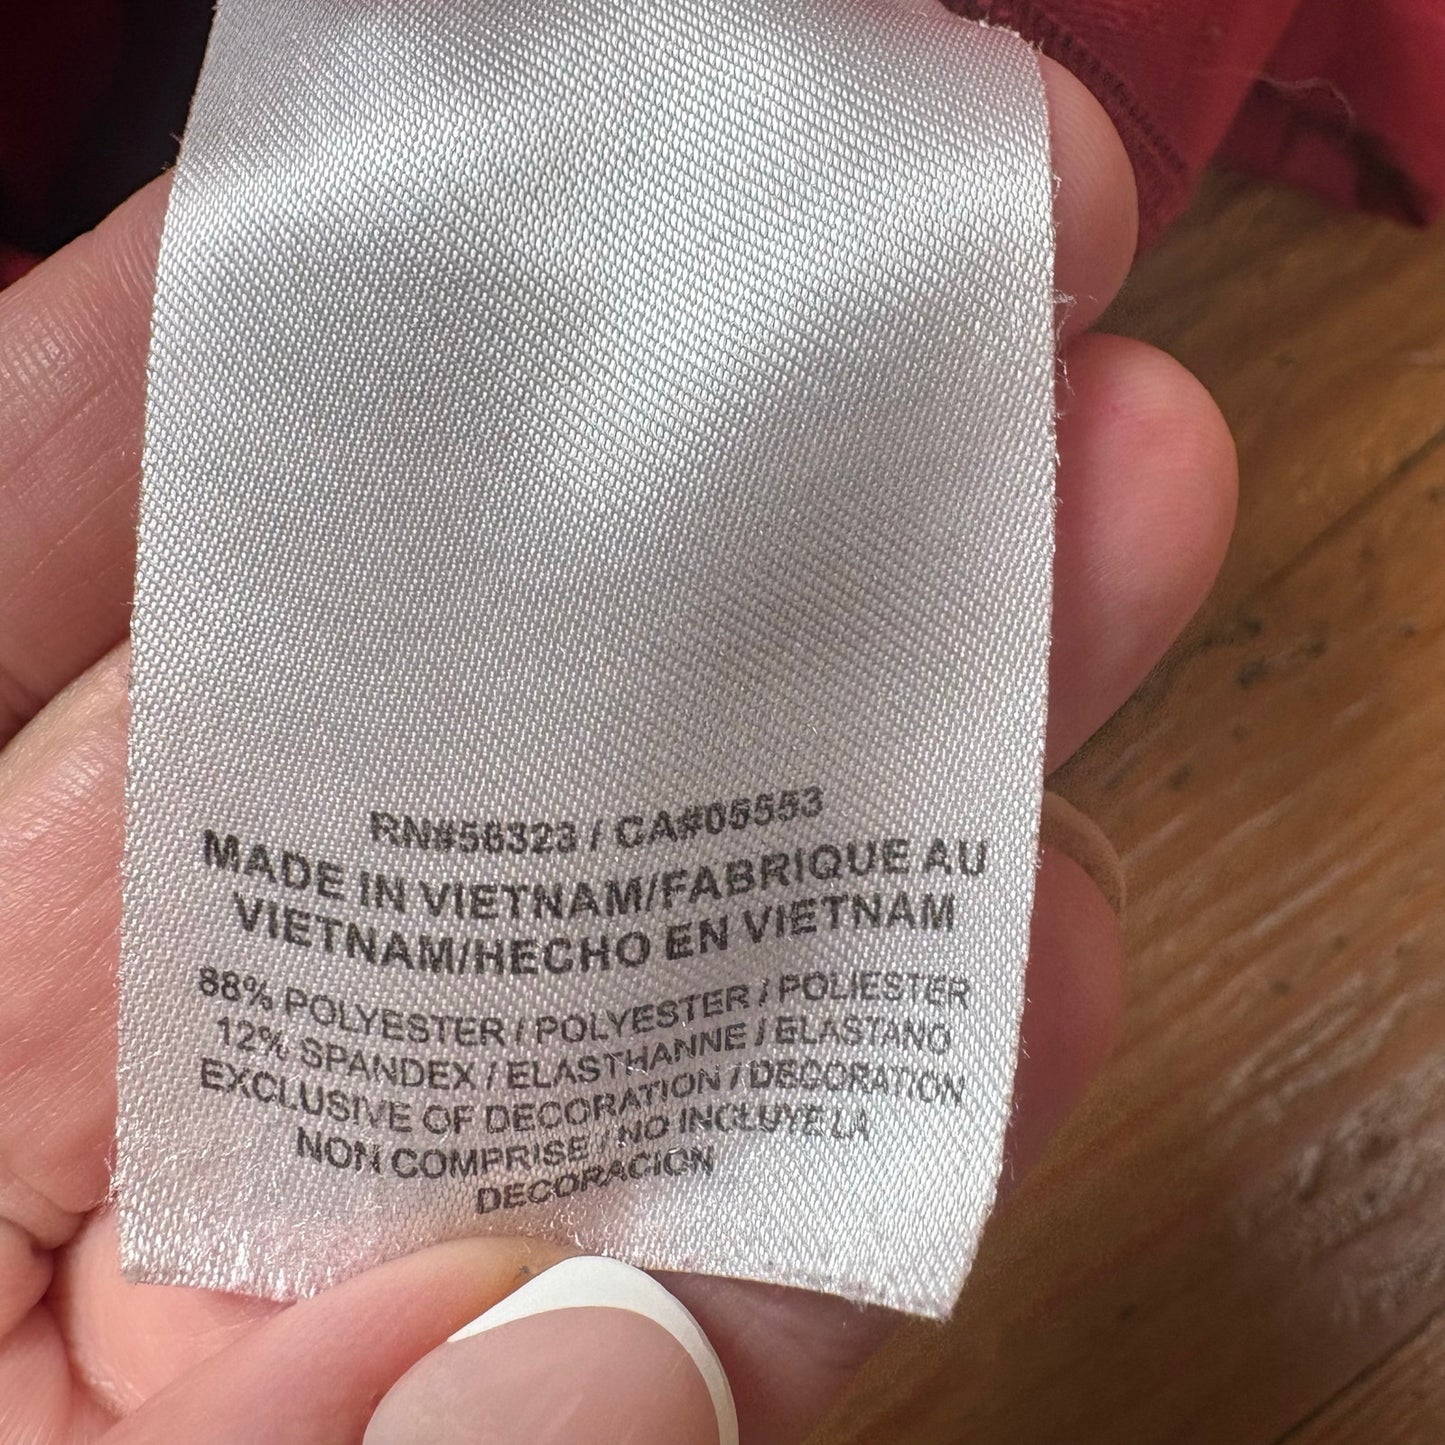 RN#56323 / CA#05553
MADE IN VIETNAM/FABRIQUE AU
VIETNAM/HECHO EN VIETNAM
88% POLYESTER / POLYESTER / POLIESTER
12% SPANDEX / ELASTHANNE / ELASTANO
EXCLUSIVE OF DECORATION / DECORATION
NON COMPRISE / NO INCLUYE LA
DECORACION